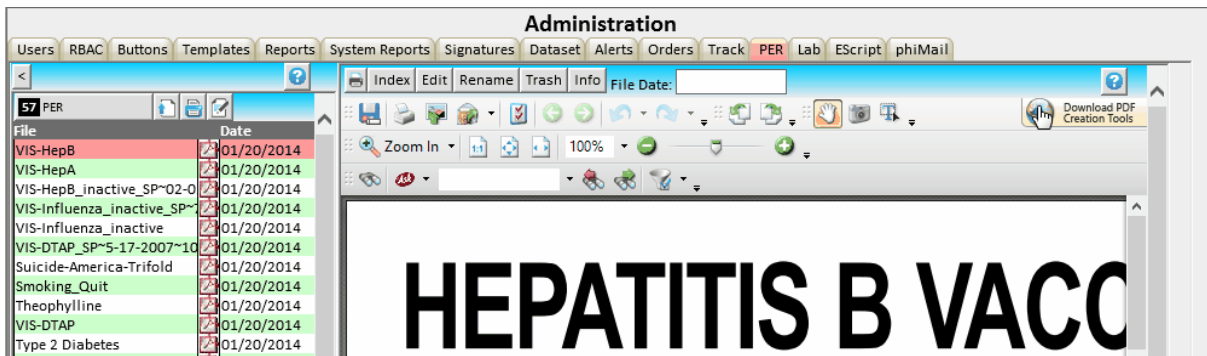 Administration
Users RBAC Buttons Templates Reports System Reports Signatures Dataset Alerts Orders Track PER Lab EScript phiMail
< ?
Index Edit Rename Trash Info File Date: ?
57 PER
File Date
VIS-HepB 01/20/2014
VIS-HepA 01/20/2014
VIS-HepB_inactive_SP~02-0 01/20/2014
VIS-Influenza_inactive_SP~ 01/20/2014
VIS-Influenza_inactive 01/20/2014
VIS-DTAP_SP~5-17-2007~10 01/20/2014
Suicide-America-Trifold 01/20/2014
Smoking_Quit 01/20/2014
Theophylline 01/20/2014
VIS-DTAP 01/20/2014
Type 2 Diabetes 01/20/2014
Download PDF
Creation Tools
Zoom In 1:1 100%
HEPATITIS B VACC